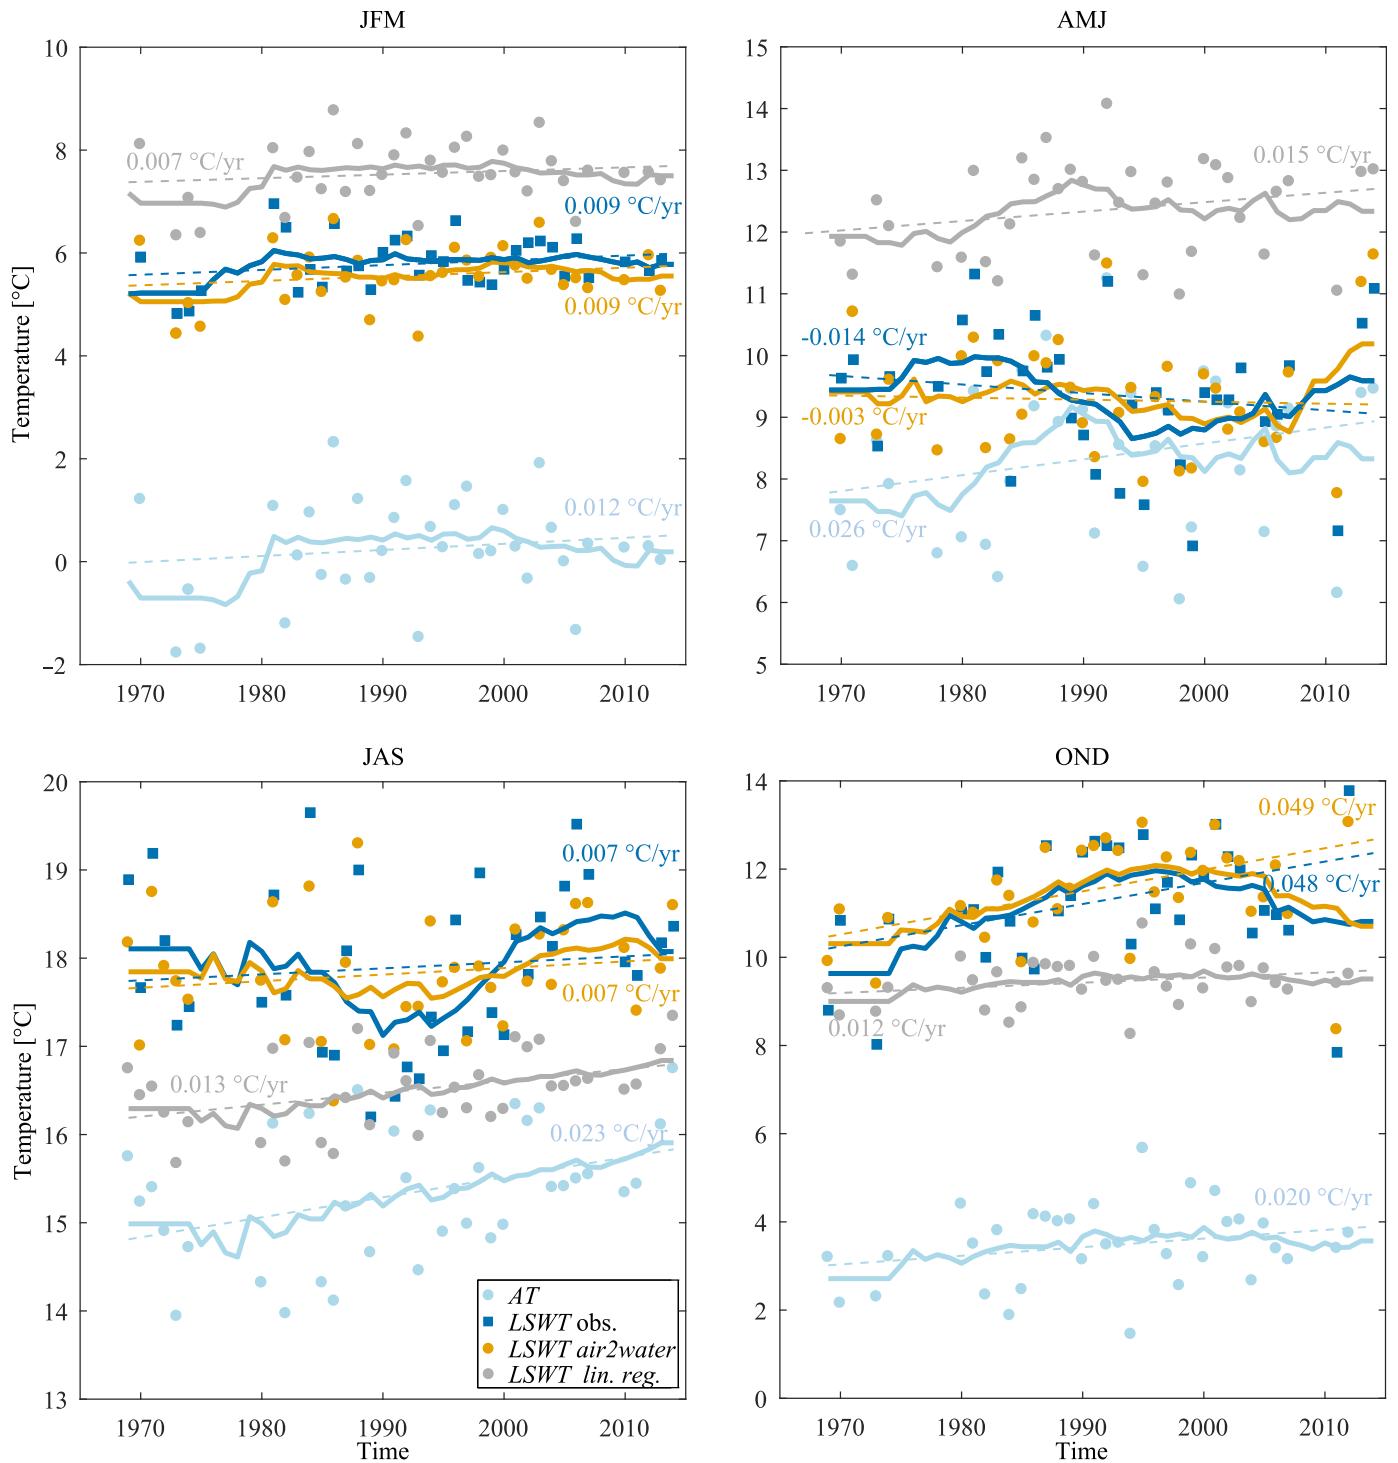 JFM
10
8
6
4
2
0
−2
Temperature [°C]
0.007 °C/yr
0.009 °C/yr
0.009 °C/yr
0.012 °C/yr
1970 1980 1990 2000 2010
AMJ
15
14
13
12
11
10
9
8
7
6
5
0.015 °C/yr
-0.014 °C/yr
-0.003 °C/yr
0.026 °C/yr
1970 1980 1990 2000 2010
JAS
20
19
18
17
16
15
14
13
Temperature [°C]
0.007 °C/yr
0.007 °C/yr
0.013 °C/yr
0.023 °C/yr
AT
LSWT obs.
LSWT air2water
LSWT lin. reg.
1970 1980 1990 2000 2010
Time
OND
14
12
10
8
6
4
2
0
0.049 °C/yr
0.048 °C/yr
0.012 °C/yr
0.020 °C/yr
1970 1980 1990 2000 2010
Time